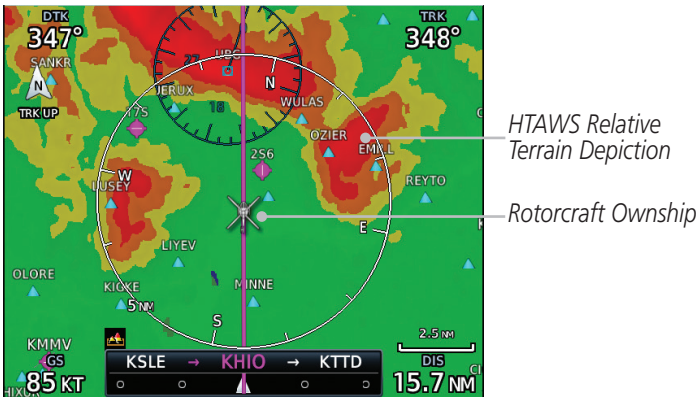 DTK
347°
TRK
348°
SANKR
N
TRK UP
UBG
27
N
JERUX
18
WULAS
OZIER
EMILL
2S6
REYTO
W
LUSEY
E
LIYEV
OLORE
KICKE
MINNE
5 NM
S
2.5 NM
KMMV
GS
85 KT
KSLE → KHIO → KTTD
DIS
15.7 NM
HTAWS Relative
Terrain Depiction
Rotorcraft Ownship